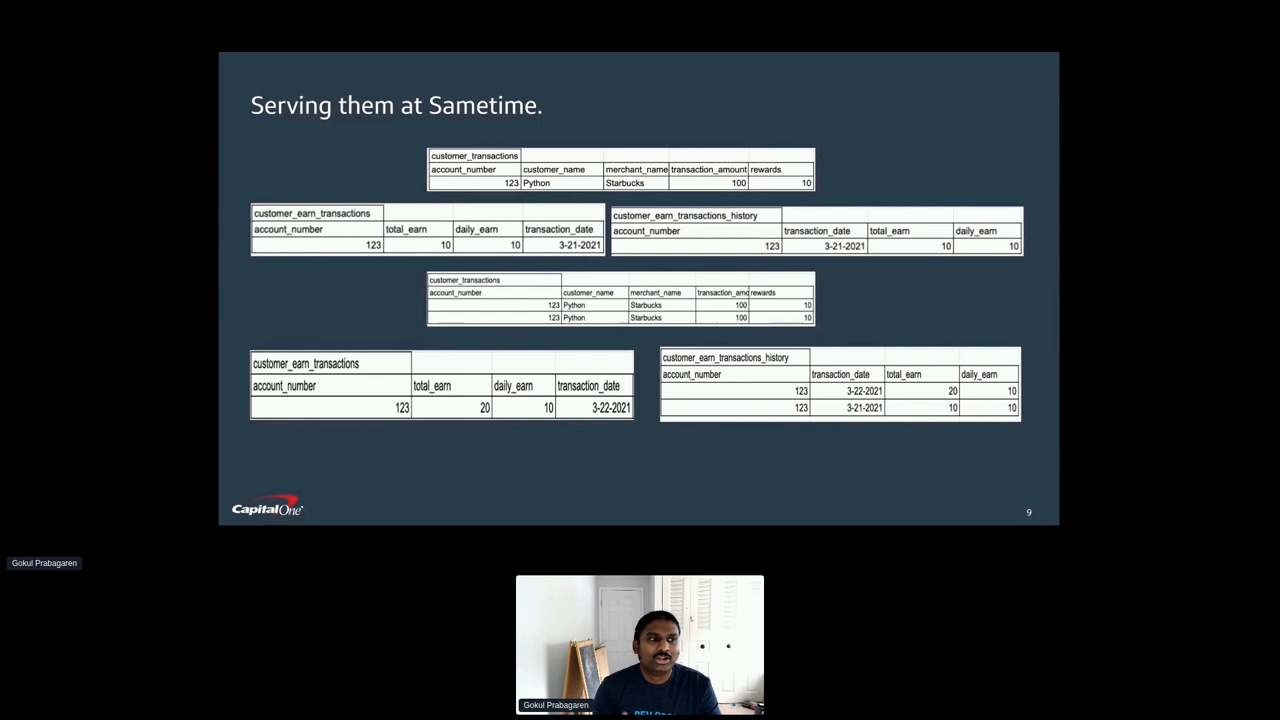 Serving them at Sametime.
customer_transactions
account_number customer_name merchant_name transaction_amount rewards
123 Python Starbucks 100 10
customer_earn_transactions
account_number total_earn daily_earn transaction_date
123 10 10 3-21-2021
customer_earn_transactions_history
account_number transaction_date total_earn daily_earn
123 3-21-2021 10 10
customer_transactions
account_number customer_name merchant_name transaction_amo rewards
123 Python Starbucks 100 10
123 Python Starbucks 100 10
customer_earn_transactions
account_number total_earn daily_earn transaction_date
123 20 10 3-22-2021
customer_earn_transactions_history
account_number transaction_date total_earn daily_earn
123 3-22-2021 20 10
123 3-21-2021 10 10
CapitalOne
9
Gokul Prabagaren
Gokul Prabagaren